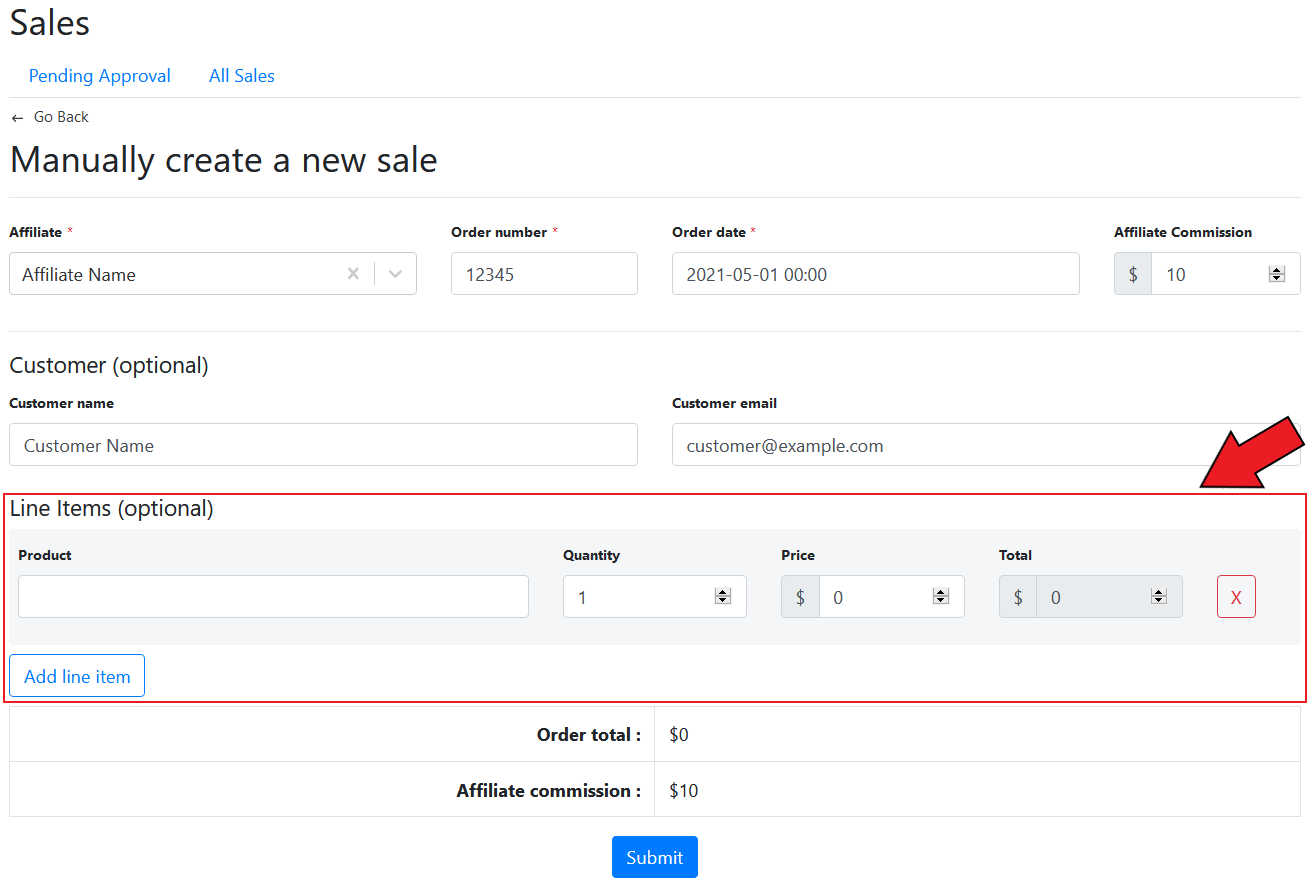 Sales
Pending Approval All Sales
← Go Back
Manually create a new sale
Affiliate * Order number * Order date * Affiliate Commission
Affiliate Name 12345 2021-05-01 00:00 $ 10
Customer (optional)
Customer name Customer email
Customer Name customer@example.com
Line Items (optional)
Product Quantity Price Total
1 $ 0 $ 0 X
Add line item
Order total : $0
Affiliate commission : $10
Submit